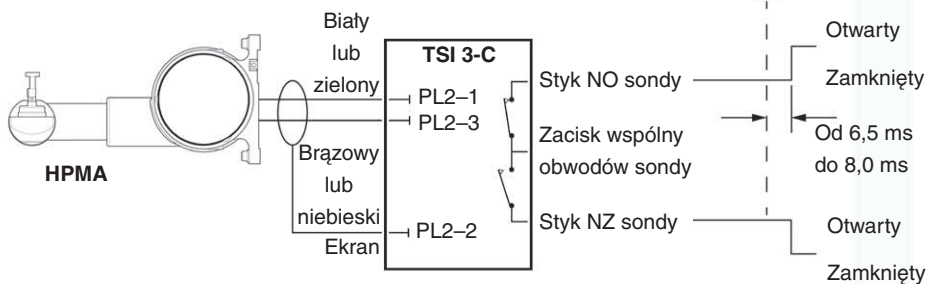 Biały
lub
zielony
TSI 3-C
PL2–1
PL2–3
Brązowy
lub
niebieski
Ekran
PL2–2
HPMA
Styk NO sondy
Zacisk wspólny
obwodów sondy
Styk NZ sondy
Otwarty
Zamknięty
Od 6,5 ms
do 8,0 ms
Otwarty
Zamknięty